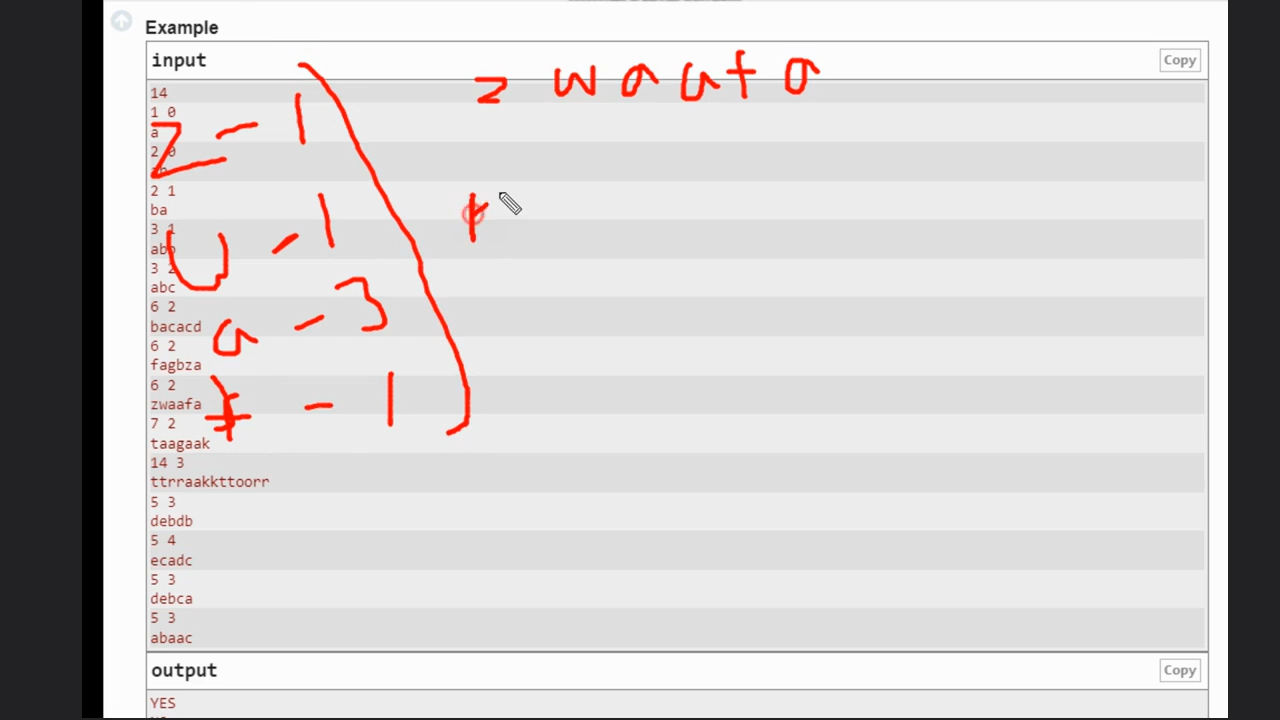 Example
input
Copy
z w a a f a
14
1 0
a
z - 1
2 0
2 1
ba
3 1
w - 1
3 2
abc
6 2
bacacd
a - 3
6 2
fagbza
6 2
zwaafa
f - 1
7 2
taagaak
14 3
ttrraakkttoorr
5 3
debdb
5 4
ecadc
5 3
debca
5 3
abaac
output
Copy
YES